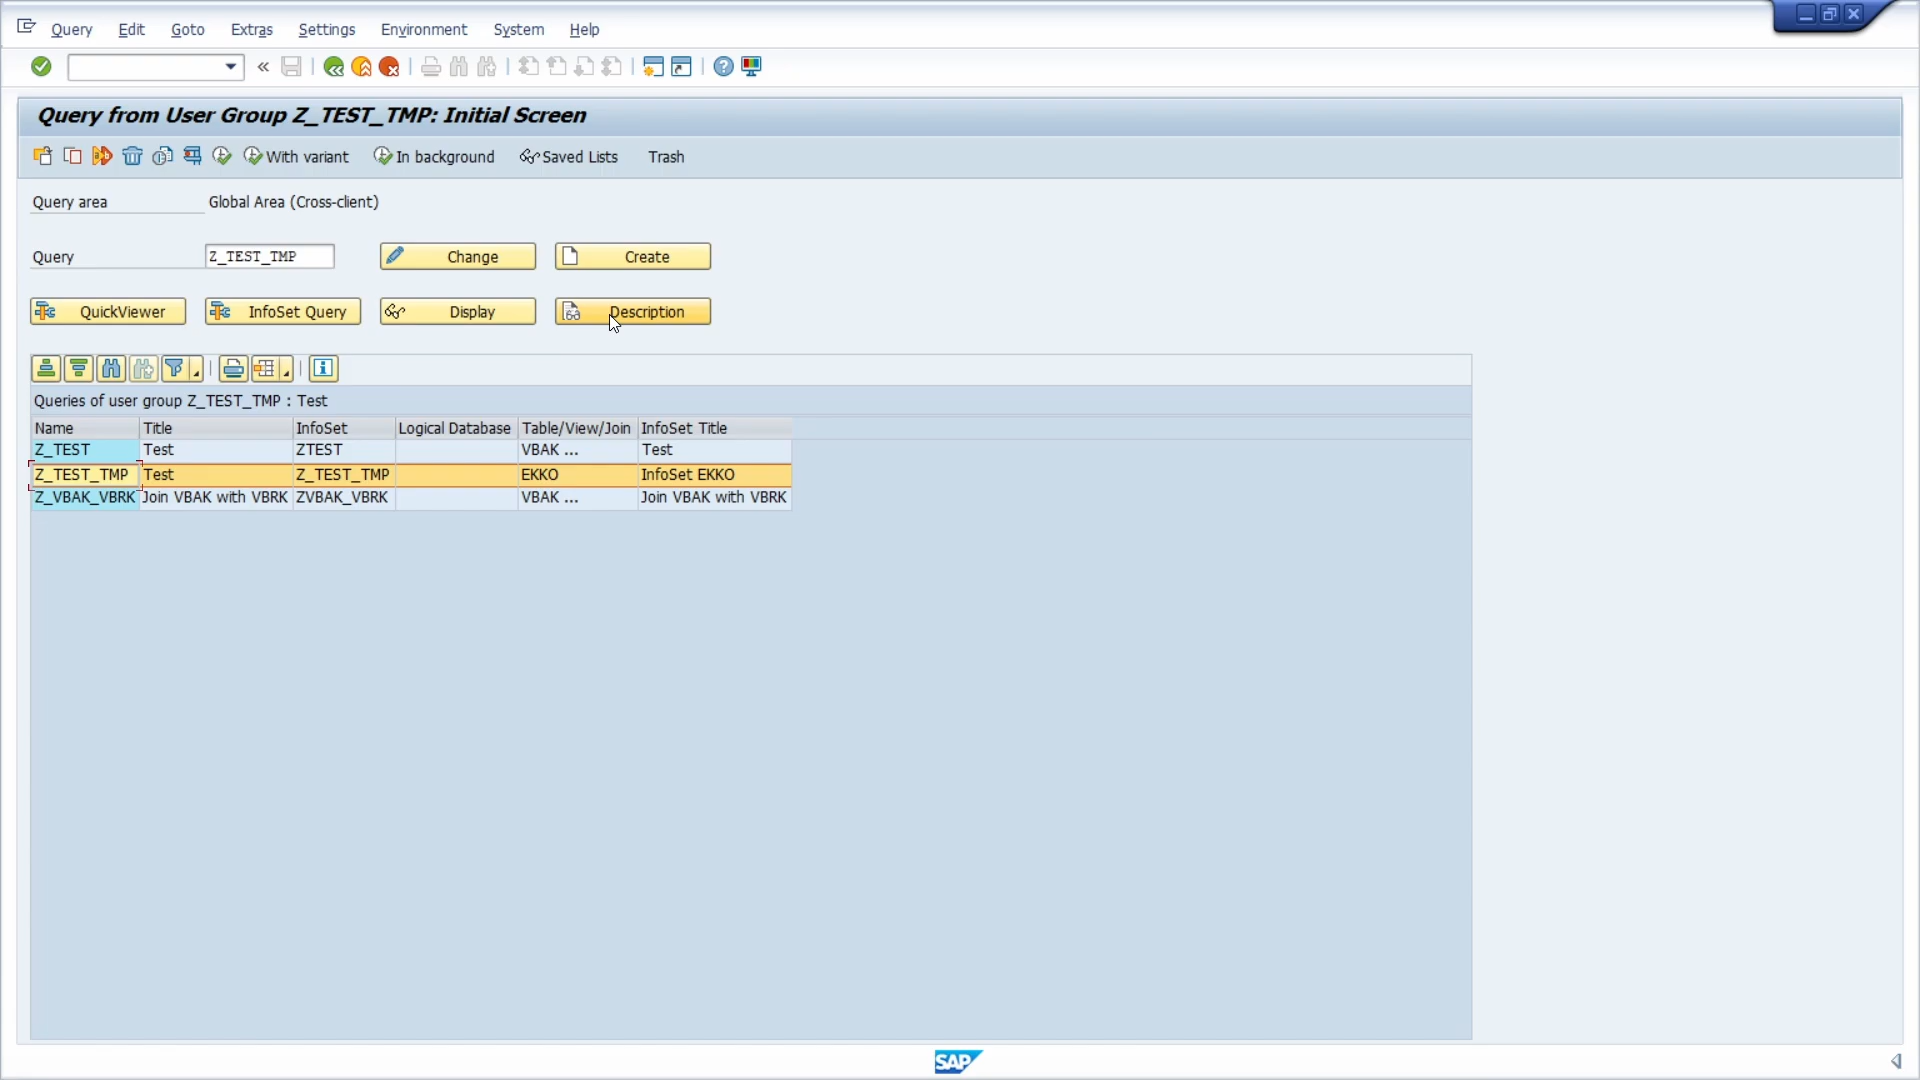 Query Edit Goto Extras Settings Environment System Help
Query from User Group Z_TEST_TMP: Initial Screen
With variant In background Saved Lists Trash
Query area Global Area (Cross-client)
Query Z_TEST_TMP Change Create
QuickViewer InfoSet Query Display Description
Queries of user group Z_TEST_TMP : Test
Name Title InfoSet Logical Database Table/View/Join InfoSet Title
Z_TEST Test ZTEST VBAK ... Test
Z_TEST_TMP Test Z_TEST_TMP EKKO InfoSet EKKO
Z_VBAK_VBRK Join VBAK with VBRK ZVBAK_VBRK VBAK ... Join VBAK with VBRK
SAP